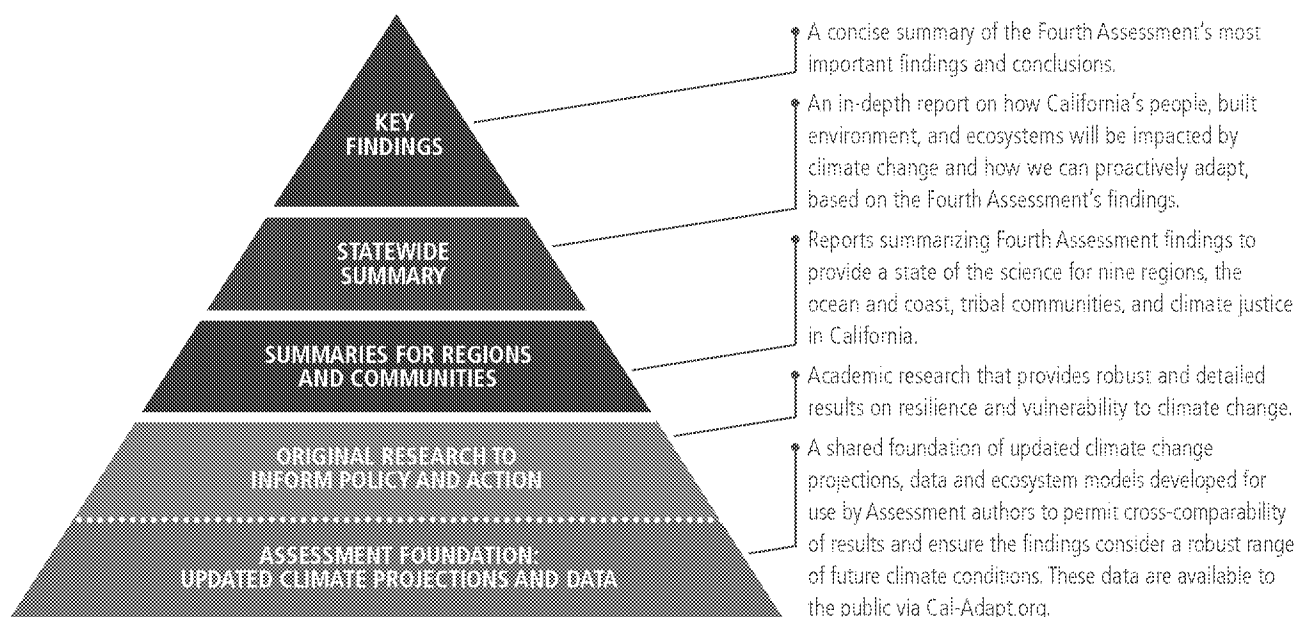 KEY
FINDINGS
A concise summary of the Fourth Assessment's most
important findings and conclusions.
STATEWIDE
SUMMARY
An in-depth report on how California's people, built
environment, and ecosystems will be impacted by
climate change and how we can proactively adapt,
based on the Fourth Assessment's findings.
SUMMARIES FOR REGIONS
AND COMMUNITIES
Reports summarizing Fourth Assessment findings to
provide a state of the science for nine regions, the
ocean and coast, tribal communities, and climate justice
in California.
ORIGINAL RESEARCH TO
INFORM POLICY AND ACTION
Academic research that provides robust and detailed
results on resilience and vulnerability to climate change.
ASSESSMENT FOUNDATION:
UPDATED CLIMATE PROJECTIONS AND DATA
A shared foundation of updated climate change
projections, data and ecosystem models developed for
use by Assessment authors to permit cross-comparability
of results and ensure the findings consider a robust range
of future climate conditions. These data are available to
the public via Cal-Adapt.org.